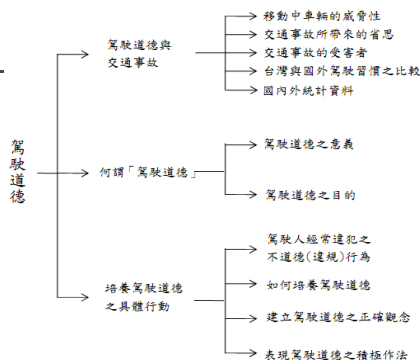 駕駛道德
駕駛道德與
交通事故
移動中車輛的威脅性
交通事故所帶來的省思
交通事故的受害者
台灣與國外駕駛習慣之比較
國內外統計資料
何謂「駕駛道德」
駕駛道德之意義
駕駛道德之目的
培養駕駛道德
之具體行動
駕駛人經常違犯之
不道德(違規)行為
如何培養駕駛道德
建立駕駛道德之正確觀念
表現駕駛道德之積極作法